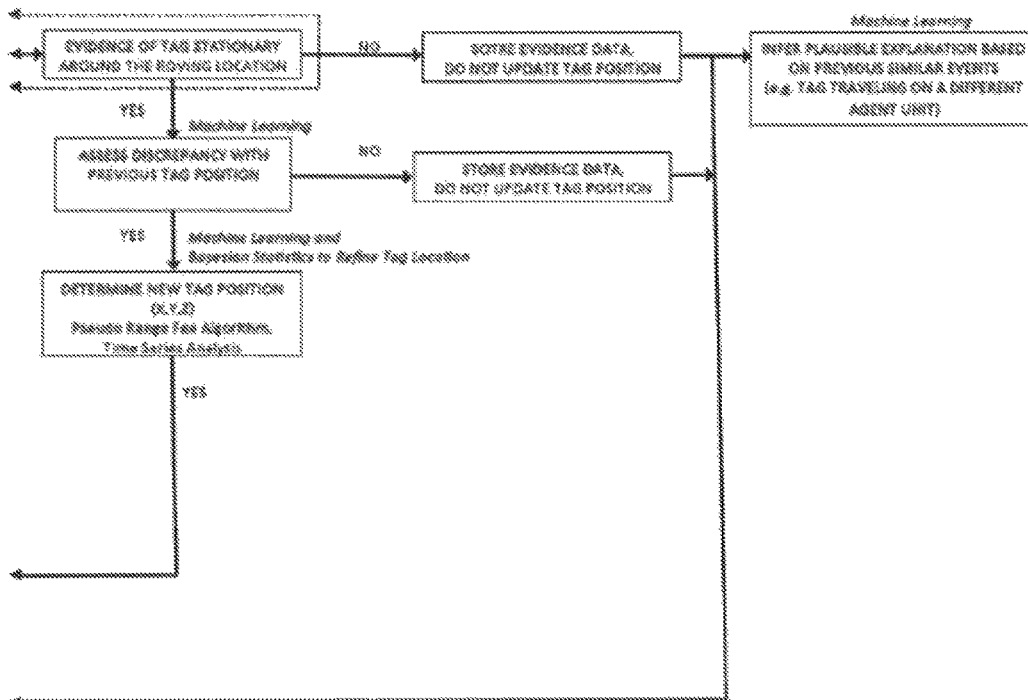 EVIDENCE OF TAG STATIONARY
AROUND THE ROVING LOCATION
NO
SOTRE EVIDENCE DATA,
DO NOT UPDATE TAG POSITION
Machine Learning
INFER PLAUSIBLE EXPLANATION BASED
ON PREVIOUS SIMILAR EVENTS
(e.g. TAG TRAVELING ON A DIFFERENT
AGENT UNIT)
YES
Machine Learning
ASSESS DISCREPANCY WITH
PREVIOUS TAG POSITION
NO
STORE EVIDENCE DATA,
DO NOT UPDATE TAG POSITION
YES
Machine Learning and
Bayesian Statistics to Refine Tag Location
DETERMINE NEW TAG POSITION
(X,Y,Z)
Pseudo Range Algorithm,
Time Series Analysis
YES